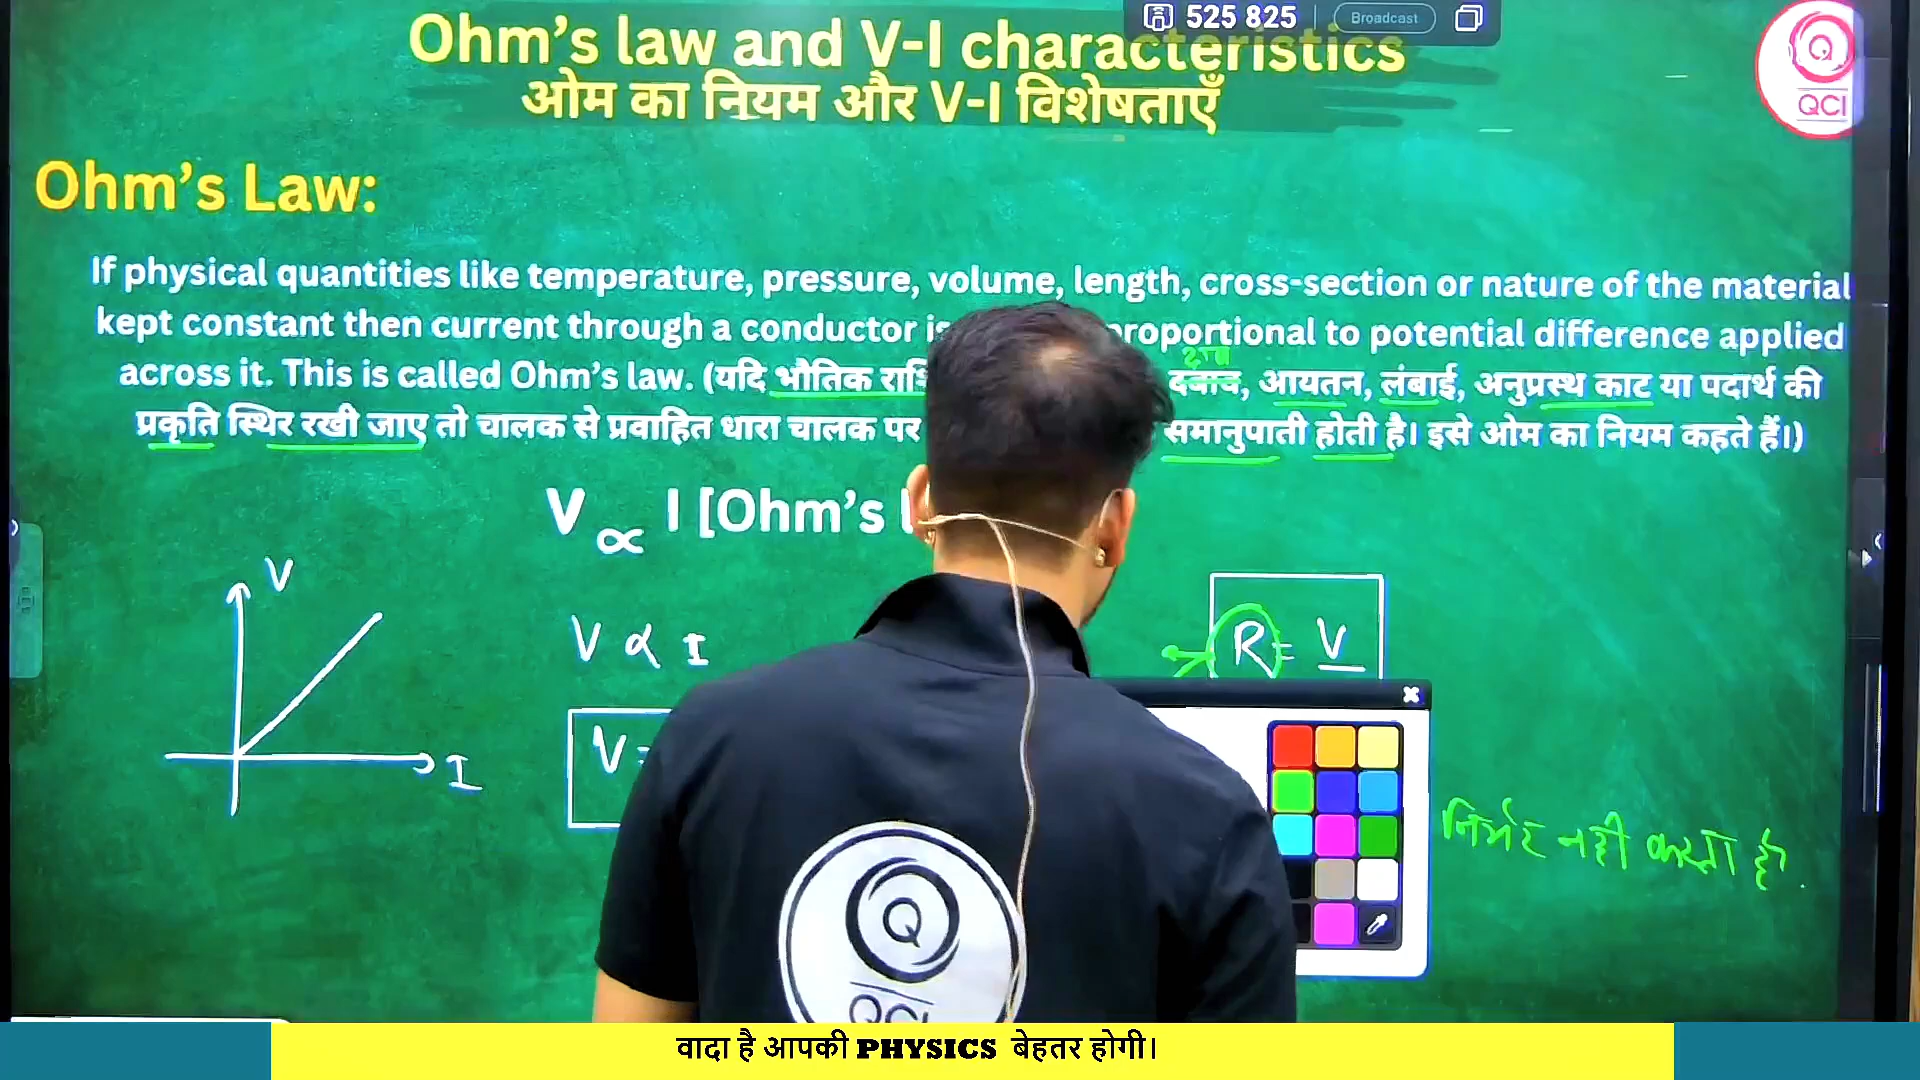 525 825 Broadcast
Ohm's law and V-I characteristics
ओम का नियम और V-I विशेषताएँ
QCI
Ohm's Law:
If physical quantities like temperature, pressure, volume, length, cross-section or nature of the material
kept constant then current through a conductor is proportional to potential difference applied
across it. This is called Ohm's law. (यदि भौतिक दबाव, आयतन, लंबाई, अनुप्रस्थ काट या पदार्थ की
दाब
प्रकृति स्थिर रखी जाए तो चालक से प्रवाहित धारा चालक पर समानुपाती होती है। इसे ओम का नियम कहते हैं।)
V ∝ I [Ohm's
V
V ∝ I
R = V
V =
I
निर्भर नही करता है.
QCI
वादा है आपकी PHYSICS बेहतर होगी।